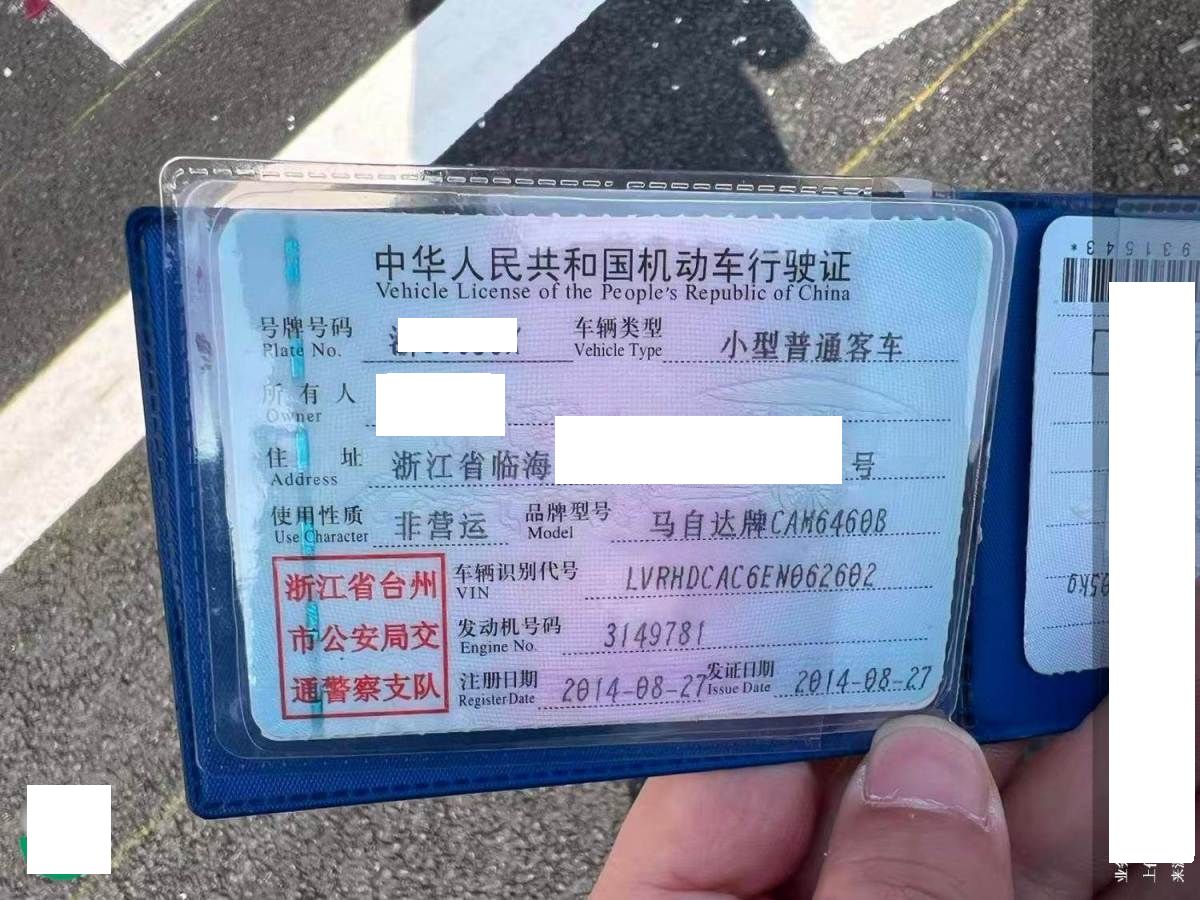 中华人民共和国机动车行驶证
Vehicle License of the People's Republic of China
号牌号码 浙 车辆类型 小型普通客车
Plate No. Vehicle Type
所有人
Owner
住址 浙江省临海 号
Address
使用性质 非营运 品牌型号 马自达牌CAM6460B
Use Character Model
浙江省台州
市公安局交
通警察支队
车辆识别代号 LVRHDCAC6EN062602
VIN
发动机号码 3149781
Engine No.
注册日期 2014-08-27 发证日期 2014-08-27
Register Date Issue Date
931543*
95kg